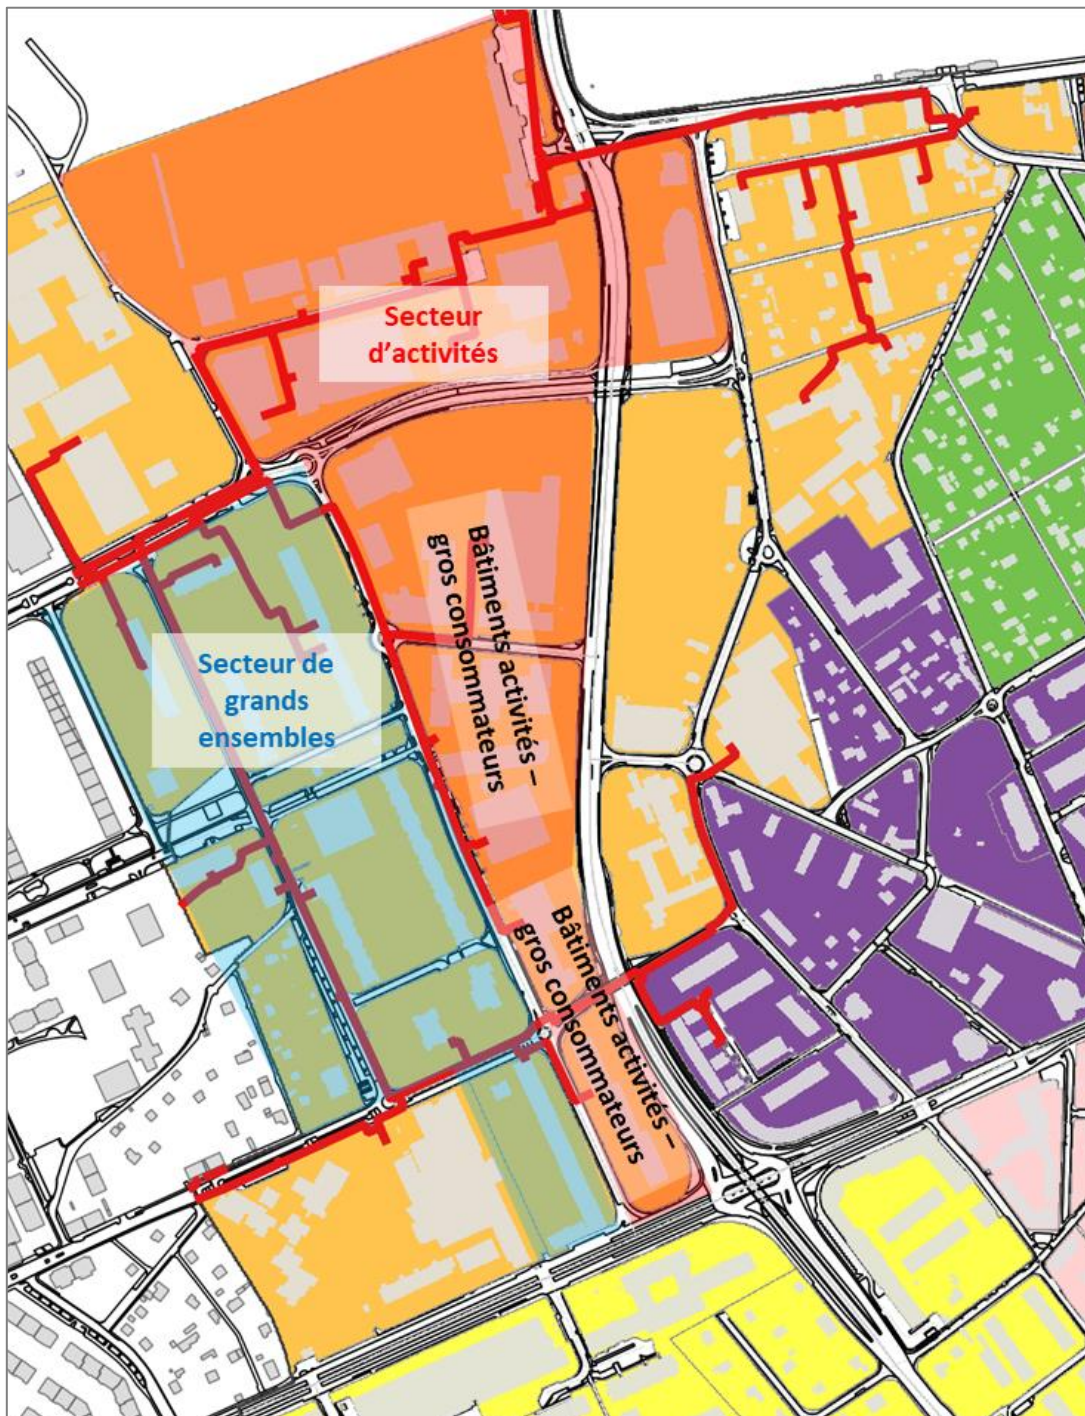 Secteur
d’activités
Bâtiments activités –
gros consommateurs
Secteur de
grands
ensembles
Bâtiments activités –
gros consommateurs